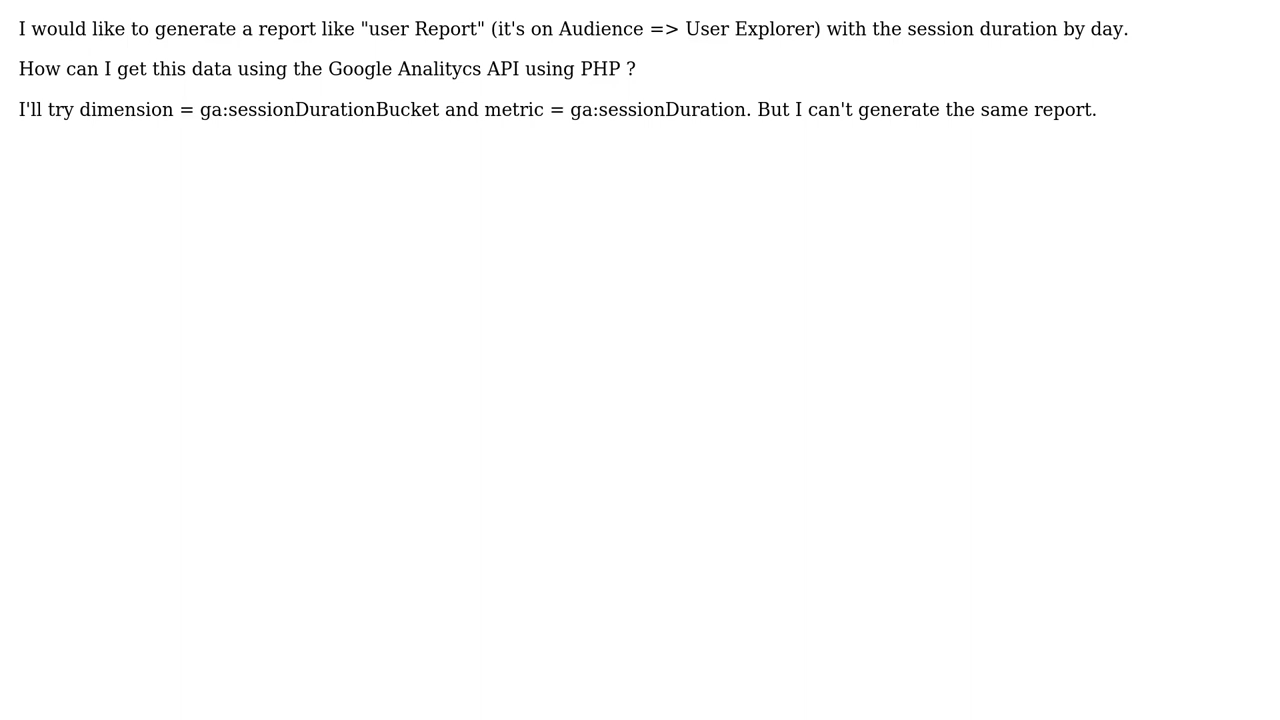 I would like to generate a report like "user Report" (it's on Audience => User Explorer) with the session duration by day.
How can I get this data using the Google Analitycs API using PHP ?
I'll try dimension = ga:sessionDurationBucket and metric = ga:sessionDuration. But I can't generate the same report.